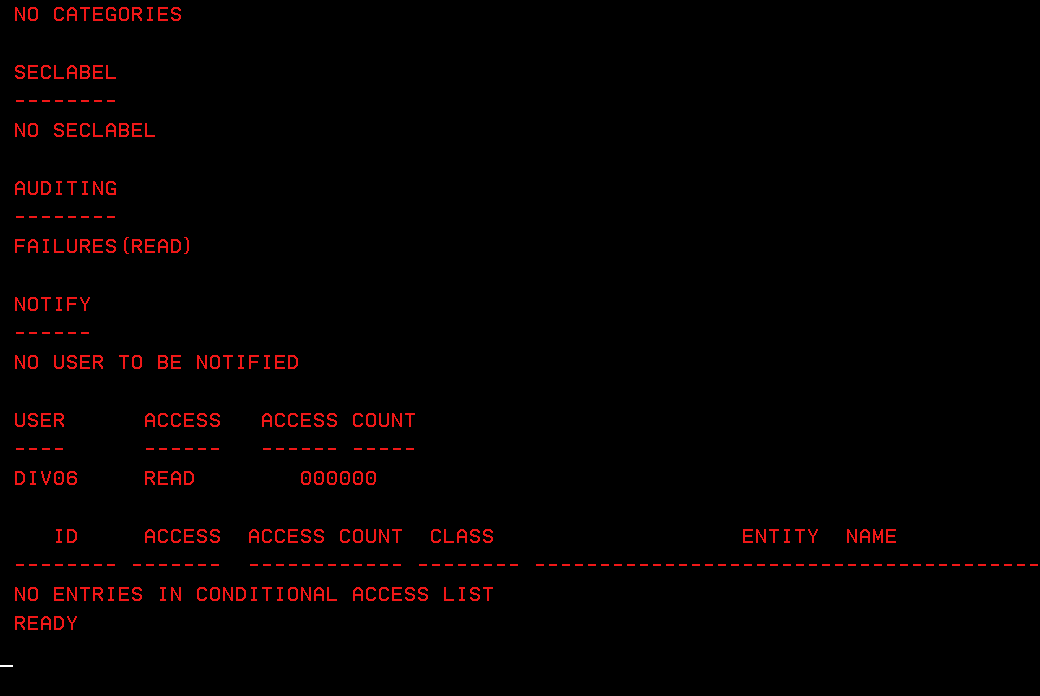 NO CATEGORIES
SECLABEL
--------
NO SECLABEL
AUDITING
--------
FAILURES(READ)
NOTIFY
------
NO USER TO BE NOTIFIED
USER      ACCESS   ACCESS COUNT
----      ------   ------ -----
DIV06     READ        000000
   ID     ACCESS  ACCESS COUNT  CLASS                   ENTITY  NAME
-------- -------  ------------ -------- ---------------------------------------
NO ENTRIES IN CONDITIONAL ACCESS LIST
READY